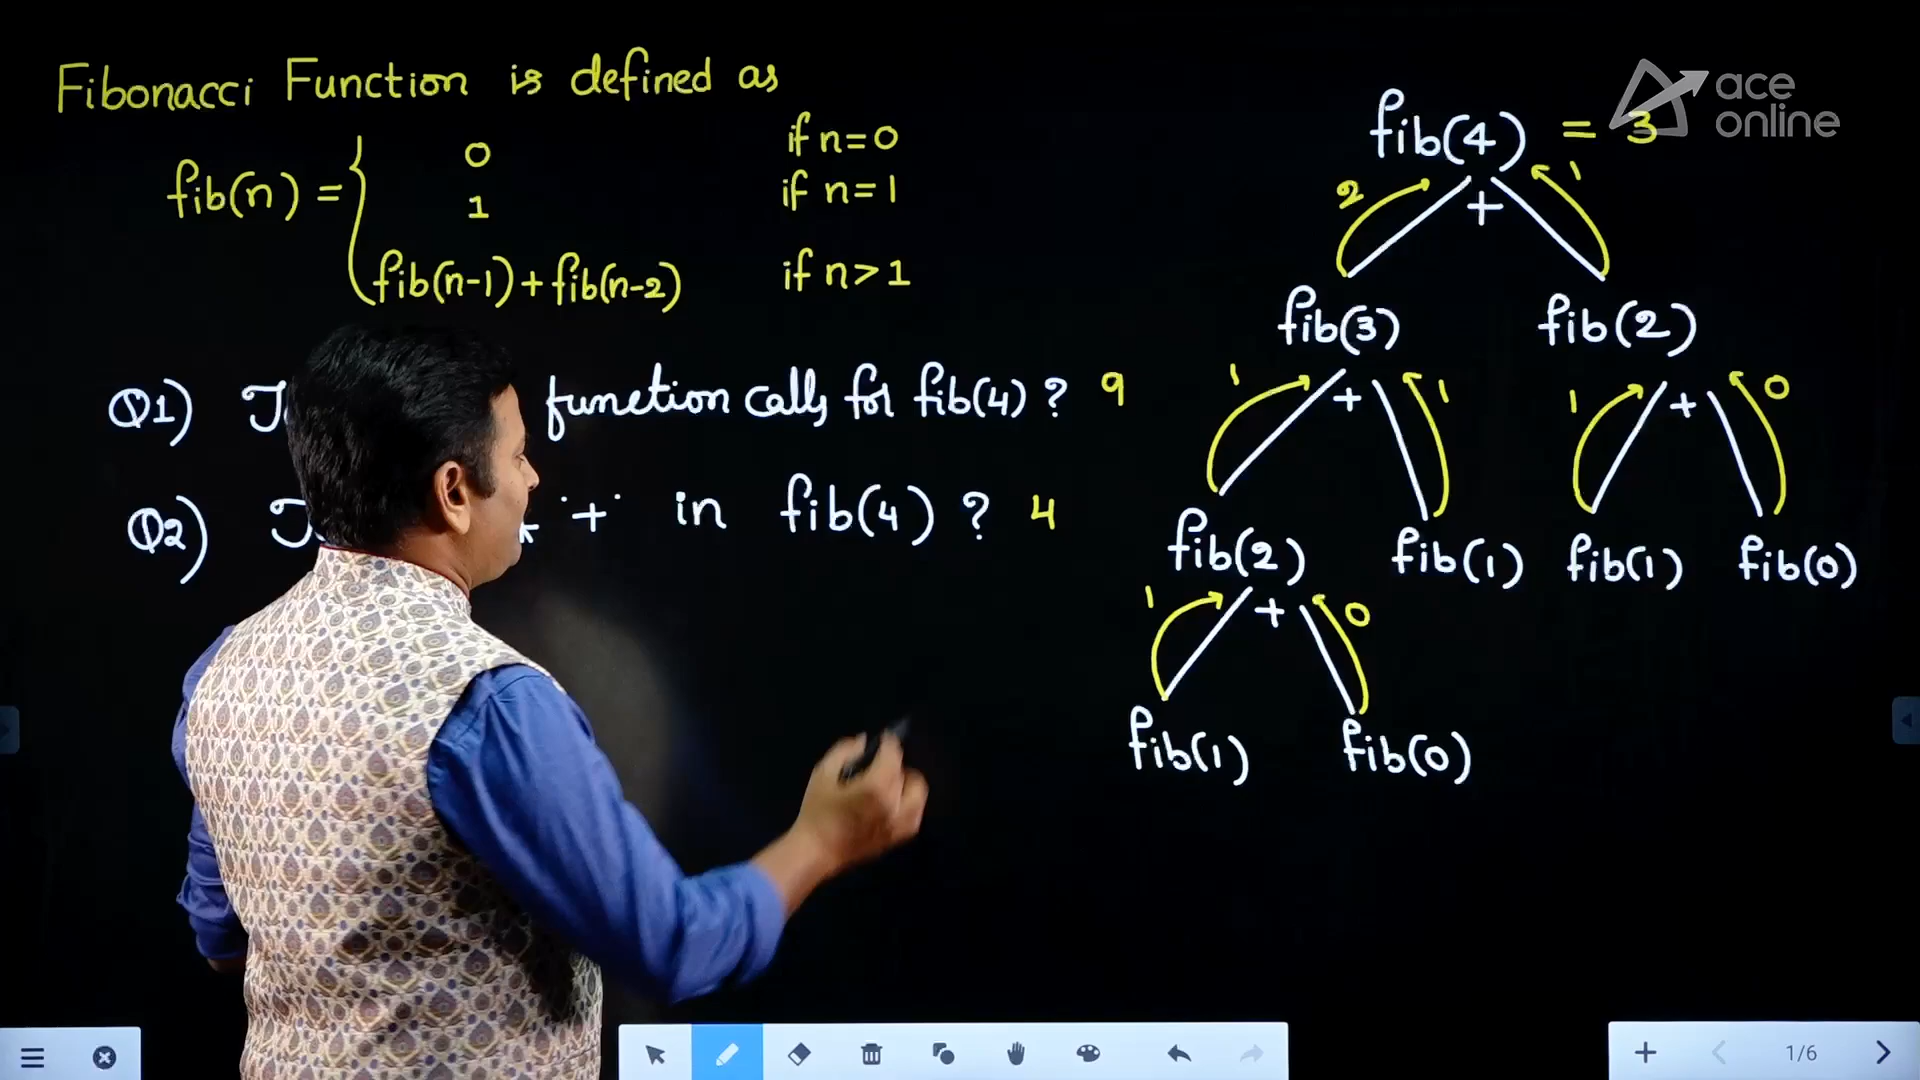 Fibonacci Function is defined as
fib(n) =
0 if n=0
1 if n=1
fib(n-1)+fib(n-2) if n>1
Q1) function calls for fib(4) ? 9
Q2) + in fib(4) ? 4
ace
online
fib(4) = 3
2 + 1
fib(3) fib(2)
1 + 1 1 + 0
fib(2) fib(1) fib(1) fib(0)
1 + 0
fib(1) fib(0)
1/6